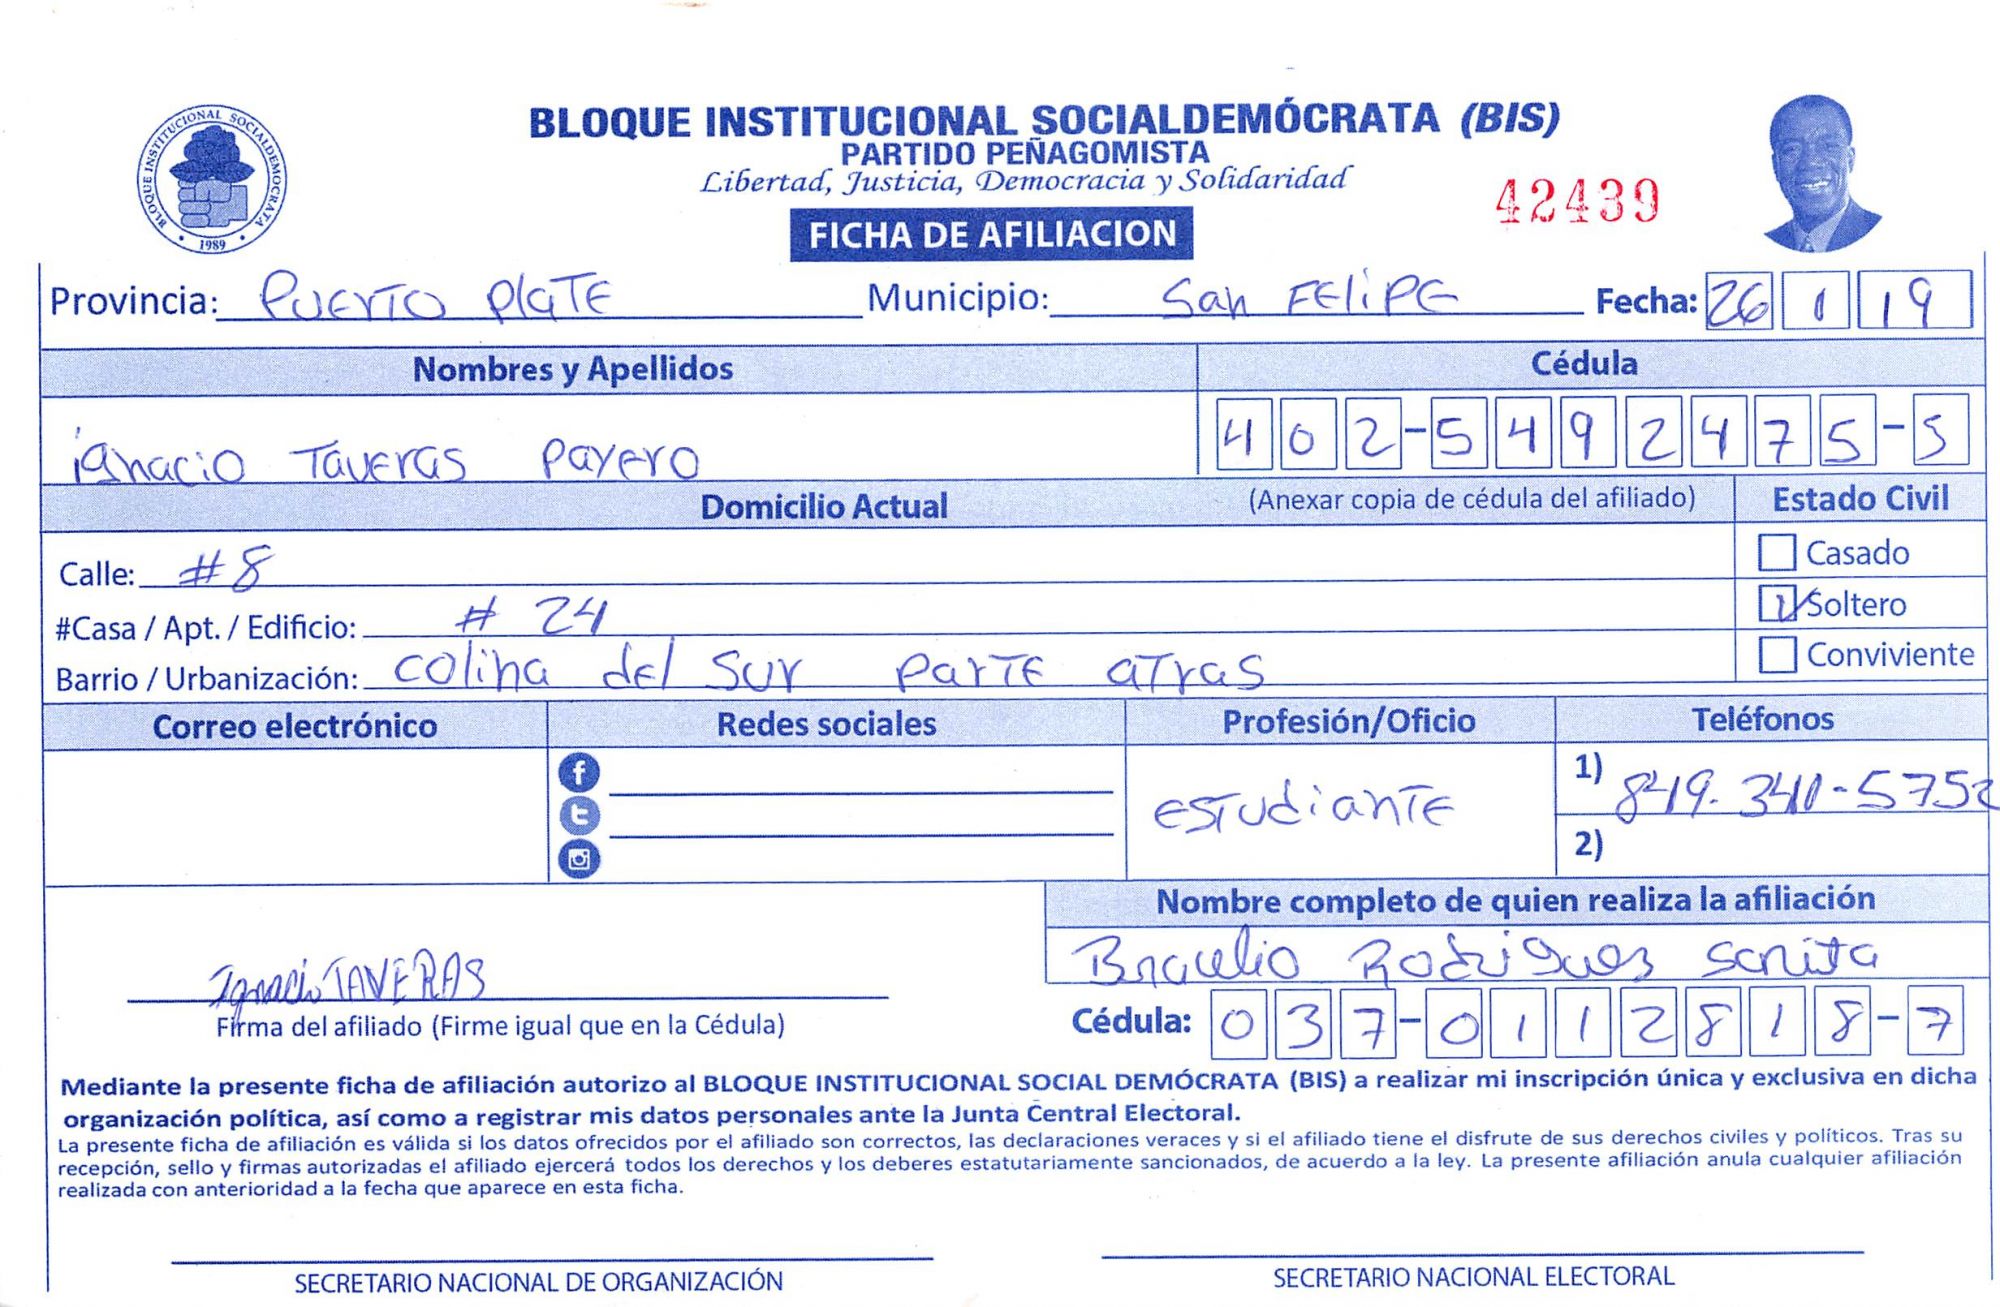 BLOQUE INSTITUCIONAL SOCIALDEMOCRATA
1989
BLOQUE INSTITUCIONAL SOCIALDEMÓCRATA (BIS)
PARTIDO PEÑAGOMISTA
Libertad, Justicia, Democracia y Solidaridad
42439
FICHA DE AFILIACION
Provincia: Puerto Plate Municipio: San Felipe Fecha: 26 1 19
Nombres y Apellidos Cédula
ignacio Taveras Payero 402-5492475-5
Domicilio Actual (Anexar copia de cédula del afiliado) Estado Civil
Calle: #8 Casado
#Casa / Apt. / Edificio: # 24 Soltero
Barrio / Urbanización: Colina del Sur parte atras Conviviente
Correo electrónico Redes sociales Profesión/Oficio Teléfonos
estudiante 1) 849.340-5752
2)
Nombre completo de quien realiza la afiliación
Braulio Rodrigues
Ignacio TAVERAS
Firma del afiliado (Firme igual que en la Cédula) Cédula: 037-0112818-7
Mediante la presente ficha de afiliación autorizo al BLOQUE INSTITUCIONAL SOCIAL DEMÓCRATA (BIS) a realizar mi inscripción única y exclusiva en dicha
organización política, así como a registrar mis datos personales ante la Junta Central Electoral.
La presente ficha de afiliación es válida si los datos ofrecidos por el afiliado son correctos, las declaraciones veraces y si el afiliado tiene el disfrute de sus derechos civiles y políticos. Tras su
recepción, sello y firmas autorizadas el afiliado ejercerá todos los derechos y los deberes estatutariamente sancionados, de acuerdo a la ley. La presente afiliación anula cualquier afiliación
realizada con anterioridad a la fecha que aparece en esta ficha.
SECRETARIO NACIONAL DE ORGANIZACIÓN SECRETARIO NACIONAL ELECTORAL